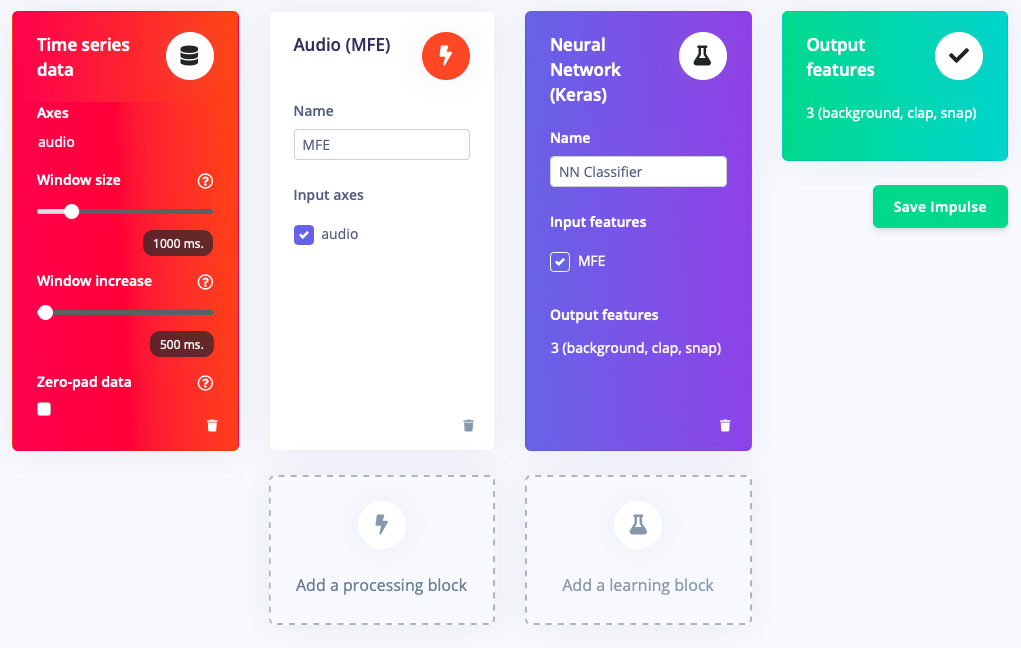 Time series
data
Axes
audio
Window size
1000 ms.
Window increase
500 ms.
Zero-pad data
Audio (MFE)
Name
MFE
Input axes
audio
Neural
Network
(Keras)
Name
NN Classifier
Input features
MFE
Output features
3 (background, clap, snap)
Output
features
3 (background, clap, snap)
Save Impulse
Add a processing block
Add a learning block